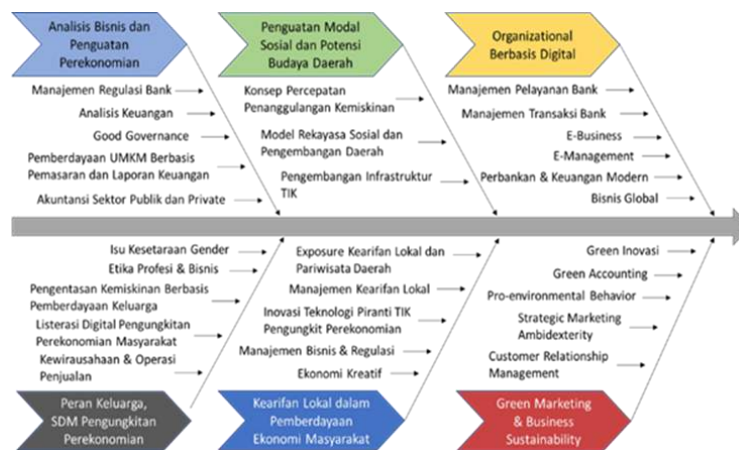 Analisis Bisnis dan
Penguatan
Perekonomian
Manajemen Regulasi Bank
Analisis Keuangan
Good Governance
Pemberdayaan UMKM Berbasis
Pemasaran dan Laporan Keuangan
Akuntansi Sektor Publik dan Private
Penguatan Modal
Sosial dan Potensi
Budaya Daerah
Konsep Percepatan
Penanggulangan Kemiskinan
Model Rekayasa Sosial dan
Pengembangan Daerah
Pengembangan Infrastruktur
TIK
Organizational
Berbasis Digital
Manajemen Pelayanan Bank
Manajemen Transaksi Bank
E-Business
E-Management
Perbankan & Keuangan Modern
Bisnis Global
Isu Kesetaraan Gender
Etika Profesi & Bisnis
Pengentasan Kemiskinan Berbasis
Pemberdayaan Keluarga
Listerasi Digital Pengungkitan
Perekonomian Masyarakat
Kewirausahaan & Operasi
Penjualan
Peran Keluarga,
SDM Pengungkitan
Perekonomian
Exposure Kearifan Lokal dan
Pariwisata Daerah
Manajemen Kearifan Lokal
Inovasi Teknologi Piranti TIK
Pengungkit Perekonomian
Manajemen Bisnis & Regulasi
Ekonomi Kreatif
Kearifan Lokal dalam
Pemberdayaan
Ekonomi Masyarakat
Green Inovasi
Green Accounting
Pro-environmental Behavior
Strategic Marketing
Ambidexterity
Customer Relationship
Management
Green Marketing
& Business
Sustainability